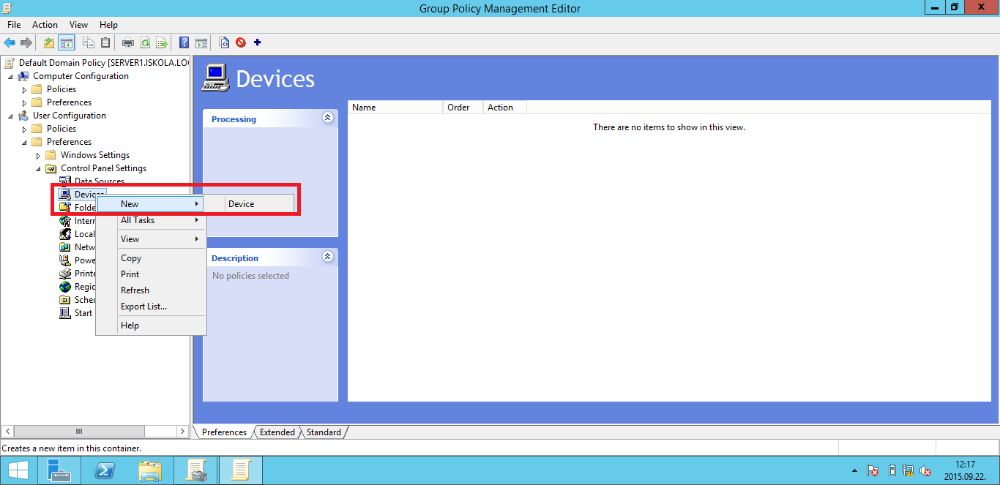 Group Policy Management Editor
File Action View Help
Default Domain Policy [SERVER1.ISKOLA.LO
Computer Configuration
Policies
Preferences
User Configuration
Policies
Preferences
Windows Settings
Control Panel Settings
Data Sources
Devices
Folde
Intern
Local
Netw
Powe
Printe
Regio
Sched
Start
New
Device
All Tasks
View
Copy
Print
Refresh
Export List...
Help
Devices
Processing
Description
No policies selected
Name Order Action
There are no items to show in this view.
Preferences Extended Standard
Creates a new item in this container.
12:17
2015.09.22.